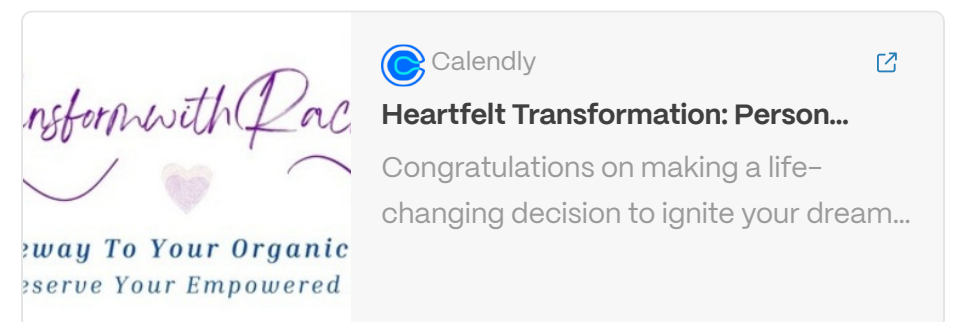 nsformwithRac
eway To Your Organic
eserve Your Empowered
Calendly
Heartfelt Transformation: Person...
Congratulations on making a life-
changing decision to ignite your dream...